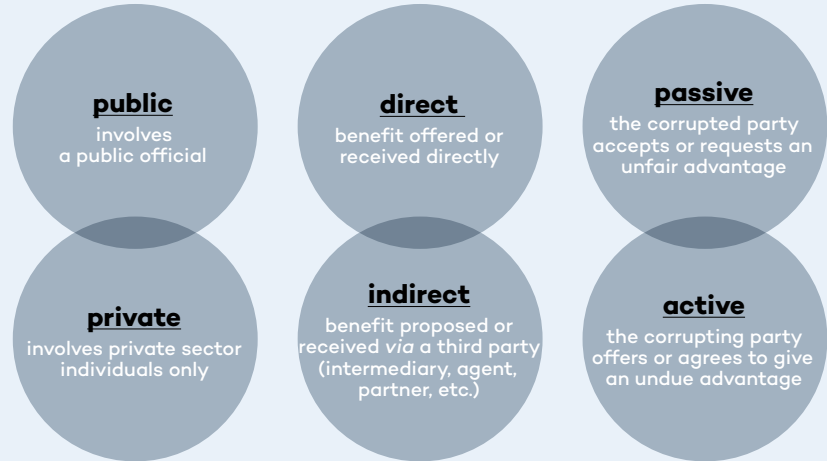 public
involves
a public official
direct
benefit offered or
received directly
passive
the corrupted party
accepts or requests an
unfair advantage
private
involves private sector
individuals only
indirect
benefit proposed or
received via a third party
(intermediary, agent,
partner, etc.)
active
the corrupting party
offers or agrees to give
an undue advantage